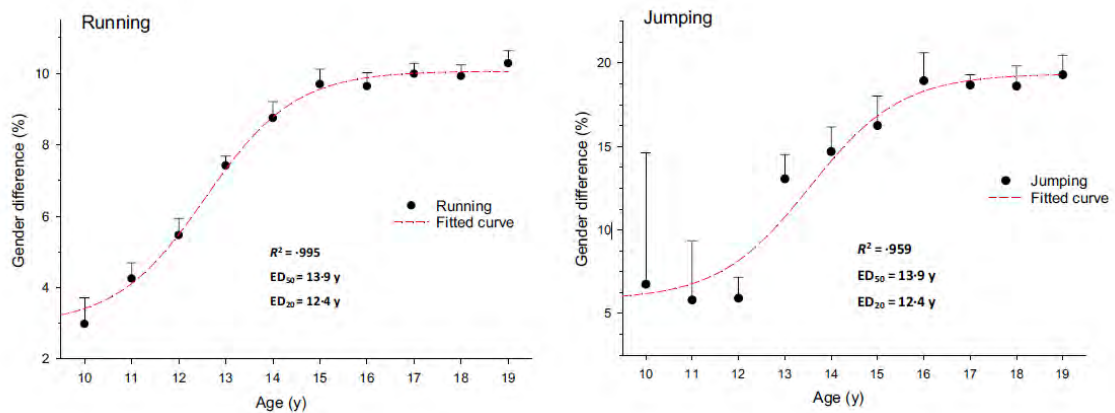 Running
Gender difference (%)
10
8
6
4
2
Running
Fitted curve
R² = ·995
ED₅₀ = 13·9 y
ED₂₀ = 12·4 y
10 11 12 13 14 15 16 17 18 19
Age (y)
Jumping
Gender difference (%)
20
15
10
5
Jumping
Fitted curve
R² = ·959
ED₅₀ = 13·9 y
ED₂₀ = 12·4 y
10 11 12 13 14 15 16 17 18 19
Age (y)